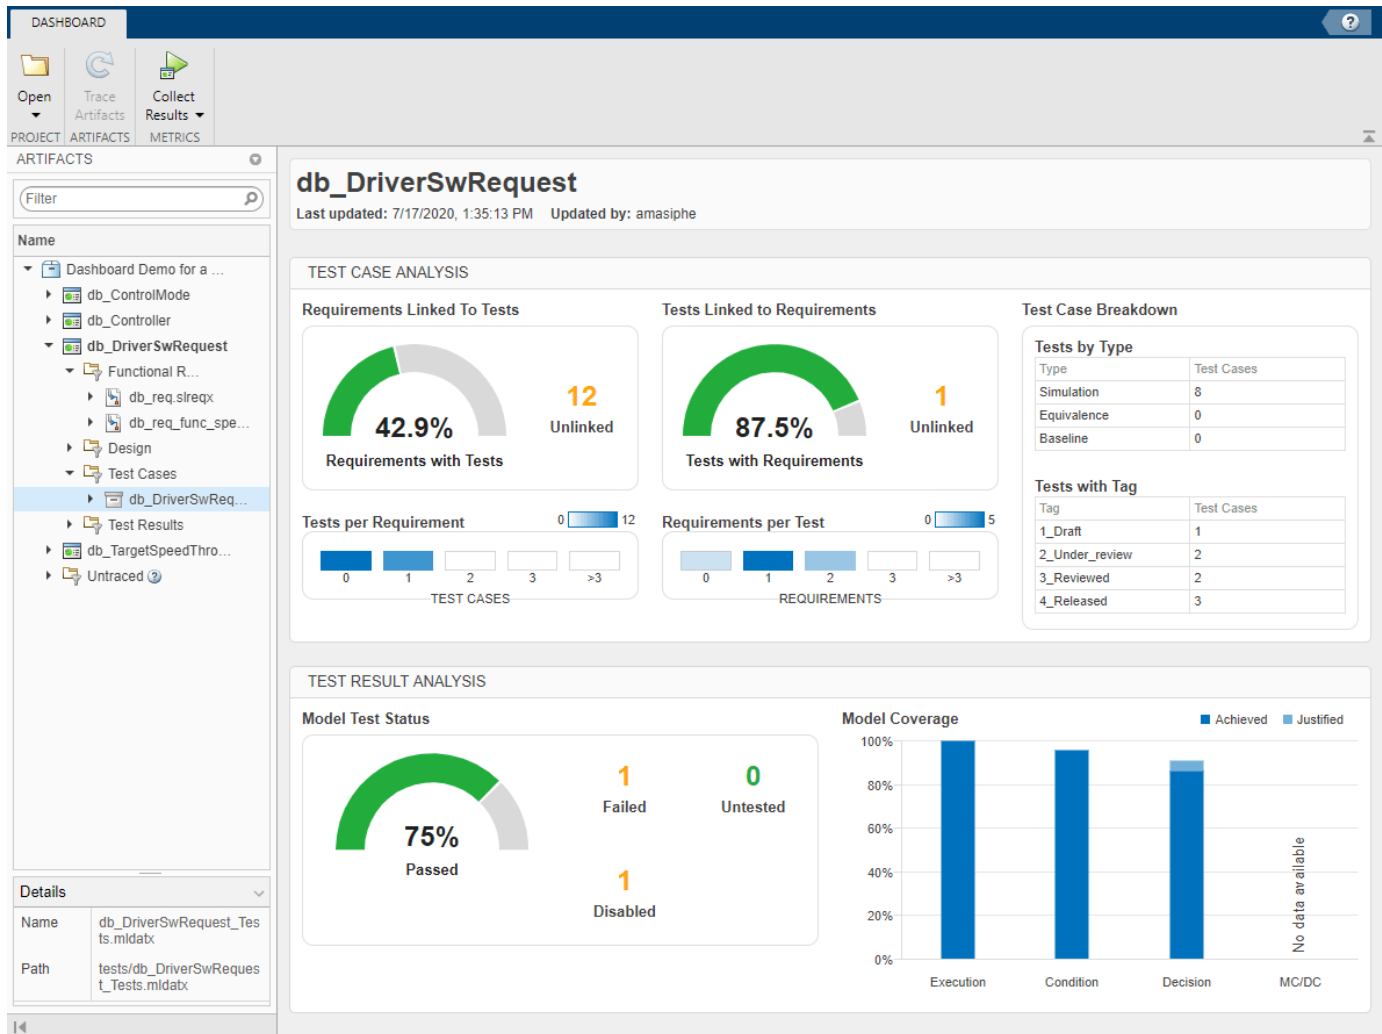 DASHBOARD
?
Open
Trace
Artifacts
Collect
Results
PROJECT
ARTIFACTS
METRICS
ARTIFACTS
Filter
Name
Dashboard Demo for a ...
db_ControlMode
db_Controller
db_DriverSwRequest
Functional R...
db_req.slreqx
db_req_func_spe...
Design
Test Cases
db_DriverSwReq...
Test Results
db_TargetSpeedThro...
Untraced ?
Details
Name
db_DriverSwRequest_Tes
ts.mldatx
Path
tests/db_DriverSwReques
t_Tests.mldatx
db_DriverSwRequest
Last updated: 7/17/2020, 1:35:13 PM Updated by: amasiphe
TEST CASE ANALYSIS
Requirements Linked To Tests
42.9%
Requirements with Tests
12
Unlinked
Tests Linked to Requirements
87.5%
Tests with Requirements
1
Unlinked
Tests per Requirement
0 12
0 1 2 3 >3
TEST CASES
Requirements per Test
0 5
0 1 2 3 >3
REQUIREMENTS
Test Case Breakdown
Tests by Type
Type Test Cases
Simulation 8
Equivalence 0
Baseline 0
Tests with Tag
Tag Test Cases
1_Draft 1
2_Under_review 2
3_Reviewed 2
4_Released 3
TEST RESULT ANALYSIS
Model Test Status
75%
Passed
1
Failed
0
Untested
1
Disabled
Model Coverage
Achieved Justified
100%
80%
60%
40%
20%
0%
No data available
Execution Condition Decision MC/DC